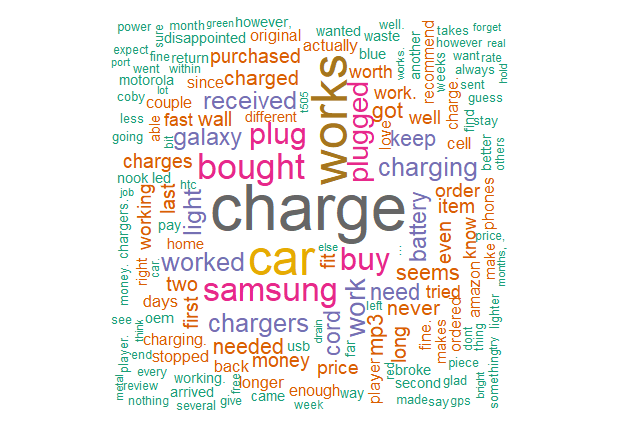 power
sure
month
green
however,
wanted
well.
takes
forget
disappointed
original
waste
however
real
expect
fine
return
purchased
actually
blue
works.
another
recommend
want
rate
port
went
within
since
charged
worth
weeks
always
hold
motorola
lot
t505
works
plugged
work.
charge.
sent
guess
coby
couple
received
got
cell
find
stay
less
able
fast
wall
different
love
well
going
bit
galaxy
plug
keep
better
others
charges
bought
charging
nook
led
htc
order
phones
job
last
light
charge
battery
item
chargers.
working
pay
even
know
price,
home
car
else
fit
...
make
months,
money.
right
car.
worked
buy
seems
amazon
days
two
samsung
left
need
tried
lighter
see
oem
first
chargers
cord
work
never
ordered
dont
thing
try
think
charging.
usb
drain
far
mp3
long
fine.
makes
something
player.
end
stopped
needed
money
price
player
red
broke
piece
metal
every
working.
back
longer
free
came
enough
way
second
glad
bright
review
arrived
nothing
several
give
week
made
say
gps